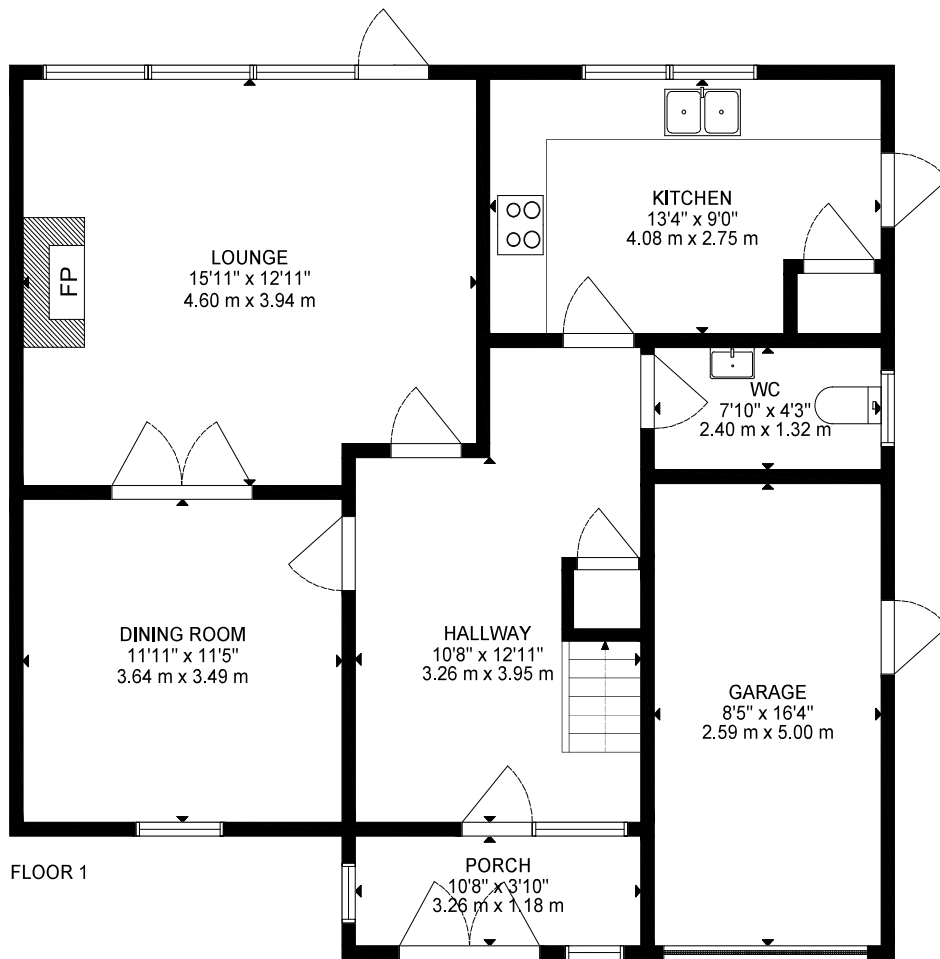 LOUNGE
15'11" x 12'11"
4.60 m x 3.94 m
FP
KITCHEN
13'4" x 9'0"
4.08 m x 2.75 m
WC
7'10" x 4'3"
2.40 m x 1.32 m
DINING ROOM
11'11" x 11'5"
3.64 m x 3.49 m
HALLWAY
10'8" x 12'11"
3.26 m x 3.95 m
GARAGE
8'5" x 16'4"
2.59 m x 5.00 m
PORCH
10'8" x 3'10"
3.26 m x 1.18 m
FLOOR 1